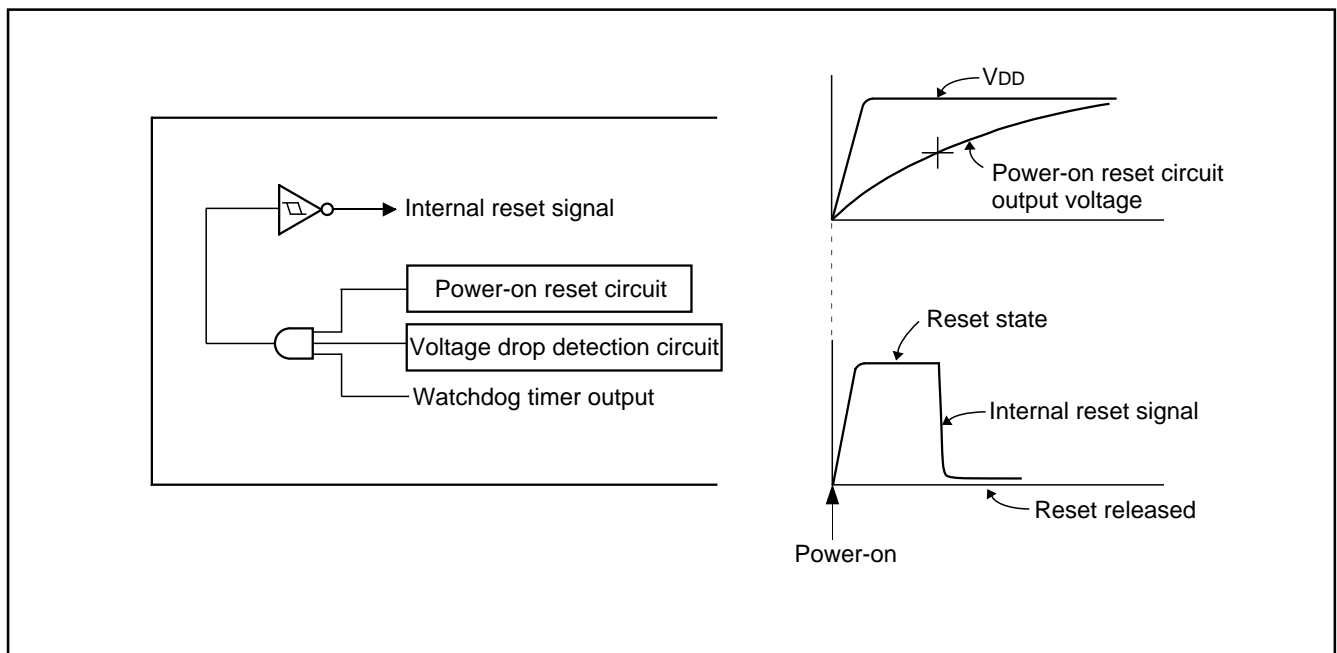 Internal reset signal
Power-on reset circuit
Voltage drop detection circuit
Watchdog timer output
VDD
Power-on reset circuit
output voltage
Reset state
Internal reset signal
Reset released
Power-on